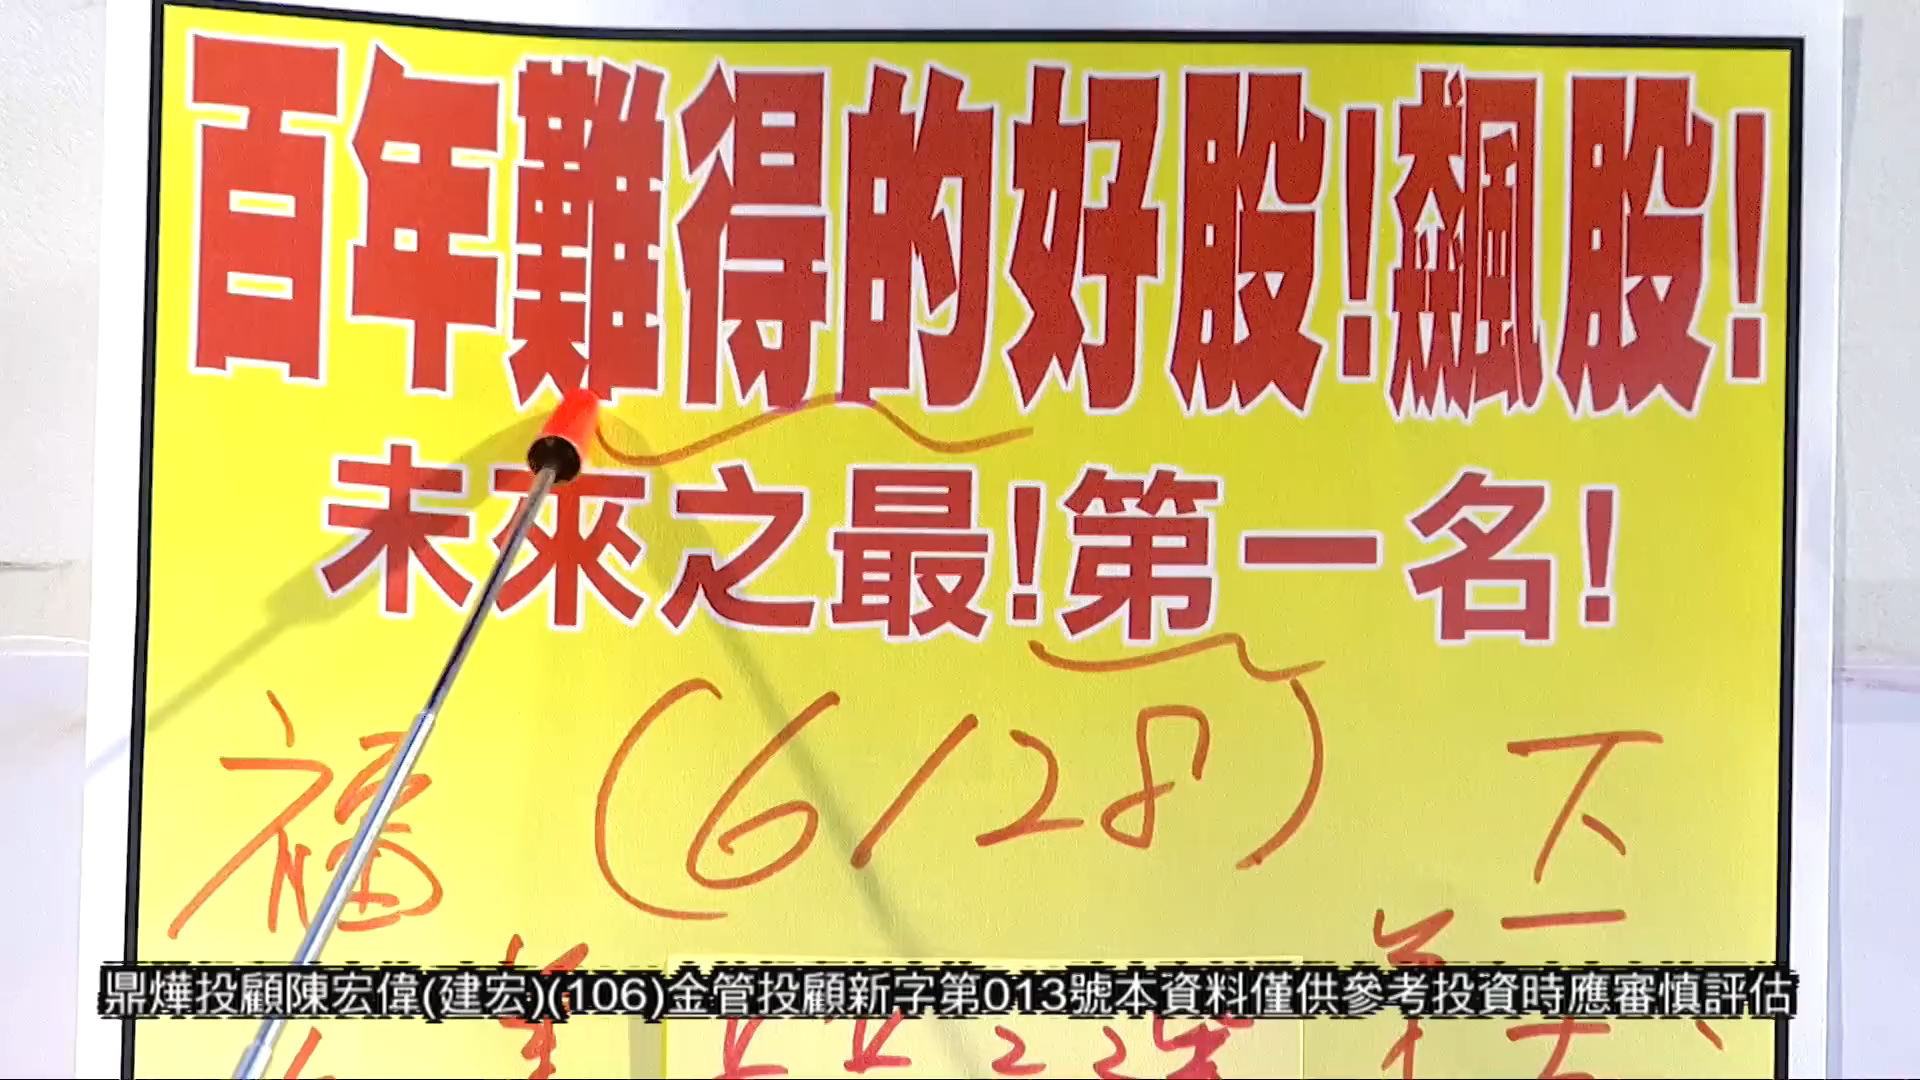 百年難得的好股!飆股!
未來之最!第一名!
福 (6/28) 下
鼎燁投顧陳宏偉(建宏)(106)金管投顧新字第013號本資料僅供參考投資時應審慎評估